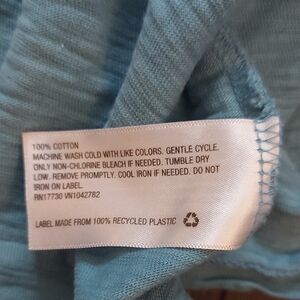 100% COTTON
MACHINE WASH COLD WITH LIKE COLORS. GENTLE CYCLE.
ONLY NON-CHLORINE BLEACH IF NEEDED. TUMBLE DRY
LOW. REMOVE PROMPTLY. COOL IRON IF NEEDED. DO NOT
IRON ON LABEL.
RN17730 VN1042782
LABEL MADE FROM 100% RECYCLED PLASTIC